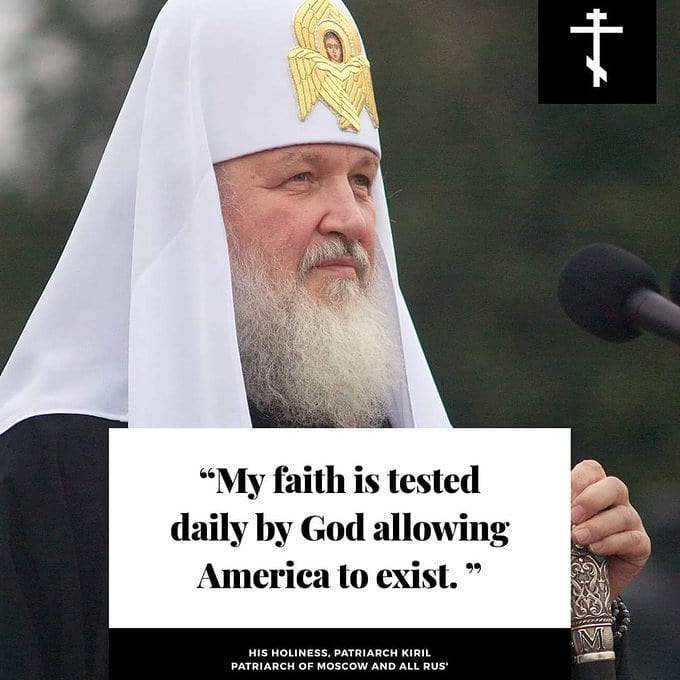 “My faith is tested
daily by God allowing
America to exist. ”
M
HIS HOLINESS, PATRIARCH KIRIL
PATRIARCH OF MOSCOW AND ALL RUS’